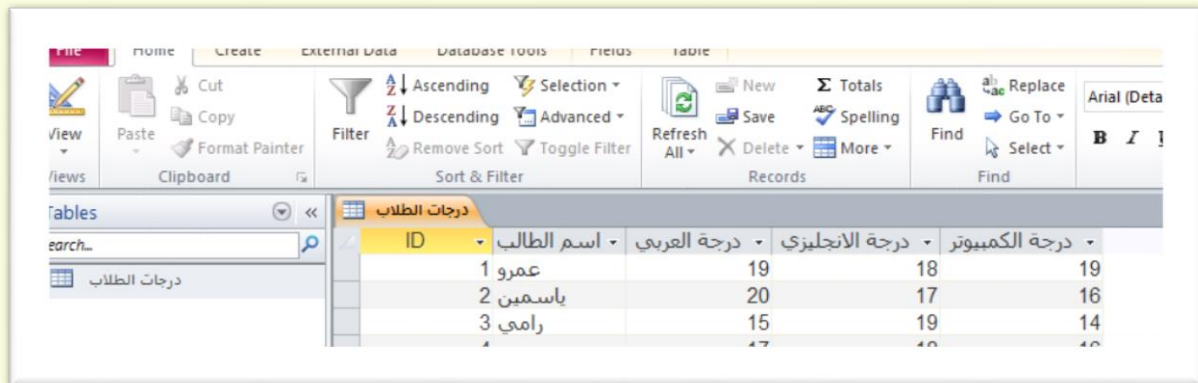 File Home Create External Data Database Tools Fields Table
Cut Ascending Selection New Totals Replace
Copy Descending Advanced Save Spelling Go To Arial (Deta
View Paste Format Painter Filter Remove Sort Toggle Filter Refresh All Delete More Find Select B I
Views Clipboard Sort & Filter Records Find
Tables درجات الطلاب
earch...
ID اسم الطالب درجة العربي درجة الانجليزي درجة الكمبيوتر
درجات الطلاب
1 عمرو 19 18 19
2 ياسمين 20 17 16
3 رامي 15 19 14